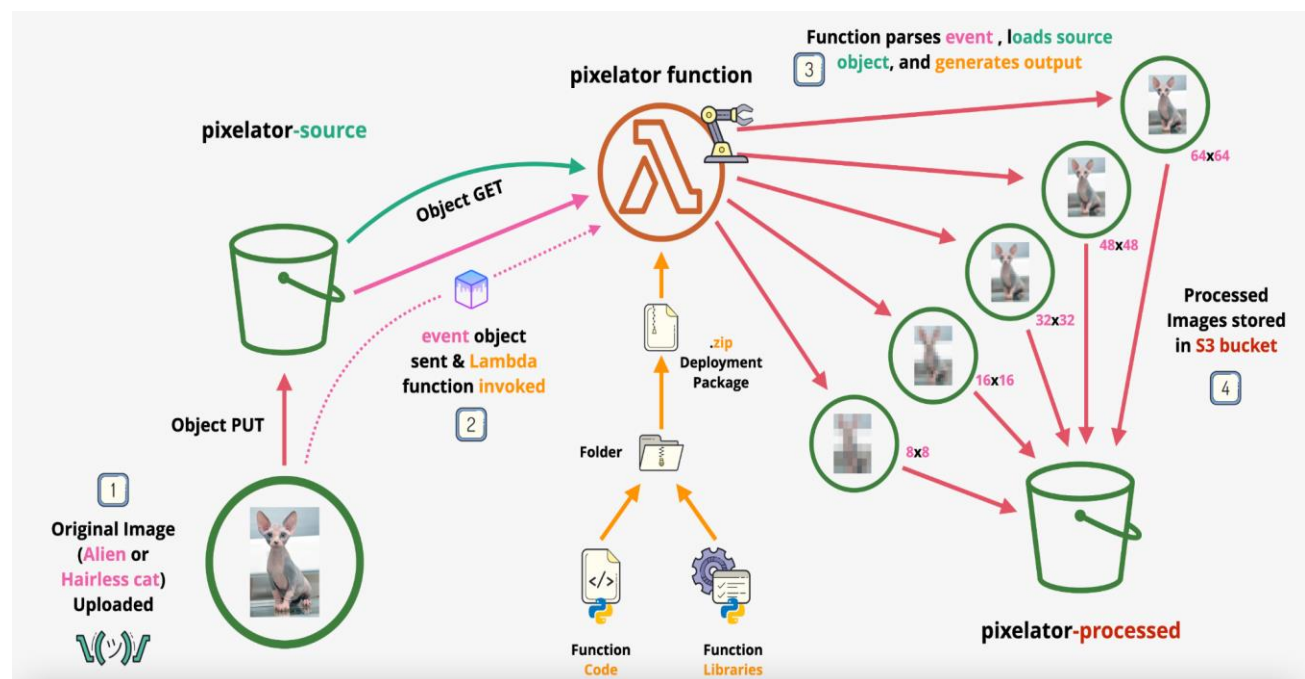 Function parses event , loads source
object, and generates output
3
pixelator function
pixelator-source
Object GET
64x64
48x48
32x32
16x16
8x8
Processed
Images stored
in S3 bucket
4
event object
sent & Lambda
function invoked
2
.zip
Deployment
Package
Object PUT
Folder
1
Original Image
(Alien or
Hairless cat)
Uploaded
\(ツ)/
</>
Function
Code
Function
Libraries
pixelator-processed